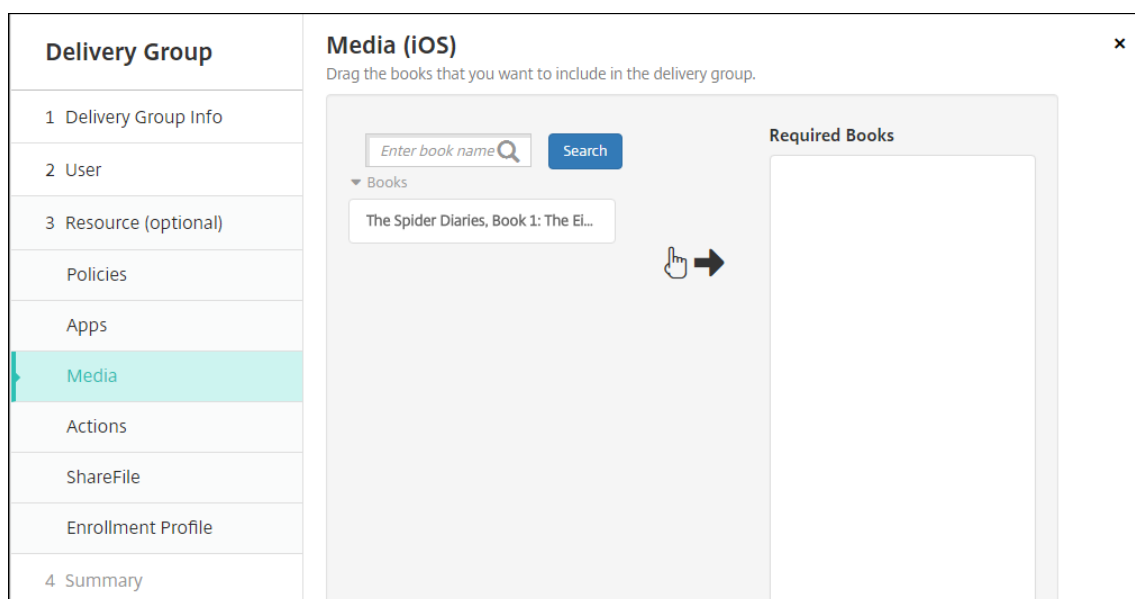 Delivery Group
1 Delivery Group Info
2 User
3 Resource (optional)
Policies
Apps
Media
Actions
ShareFile
Enrollment Profile
4 Summary
Media (iOS)
×
Drag the books that you want to include in the delivery group.
Enter book name
Search
Books
The Spider Diaries, Book 1: The Ei...
Required Books